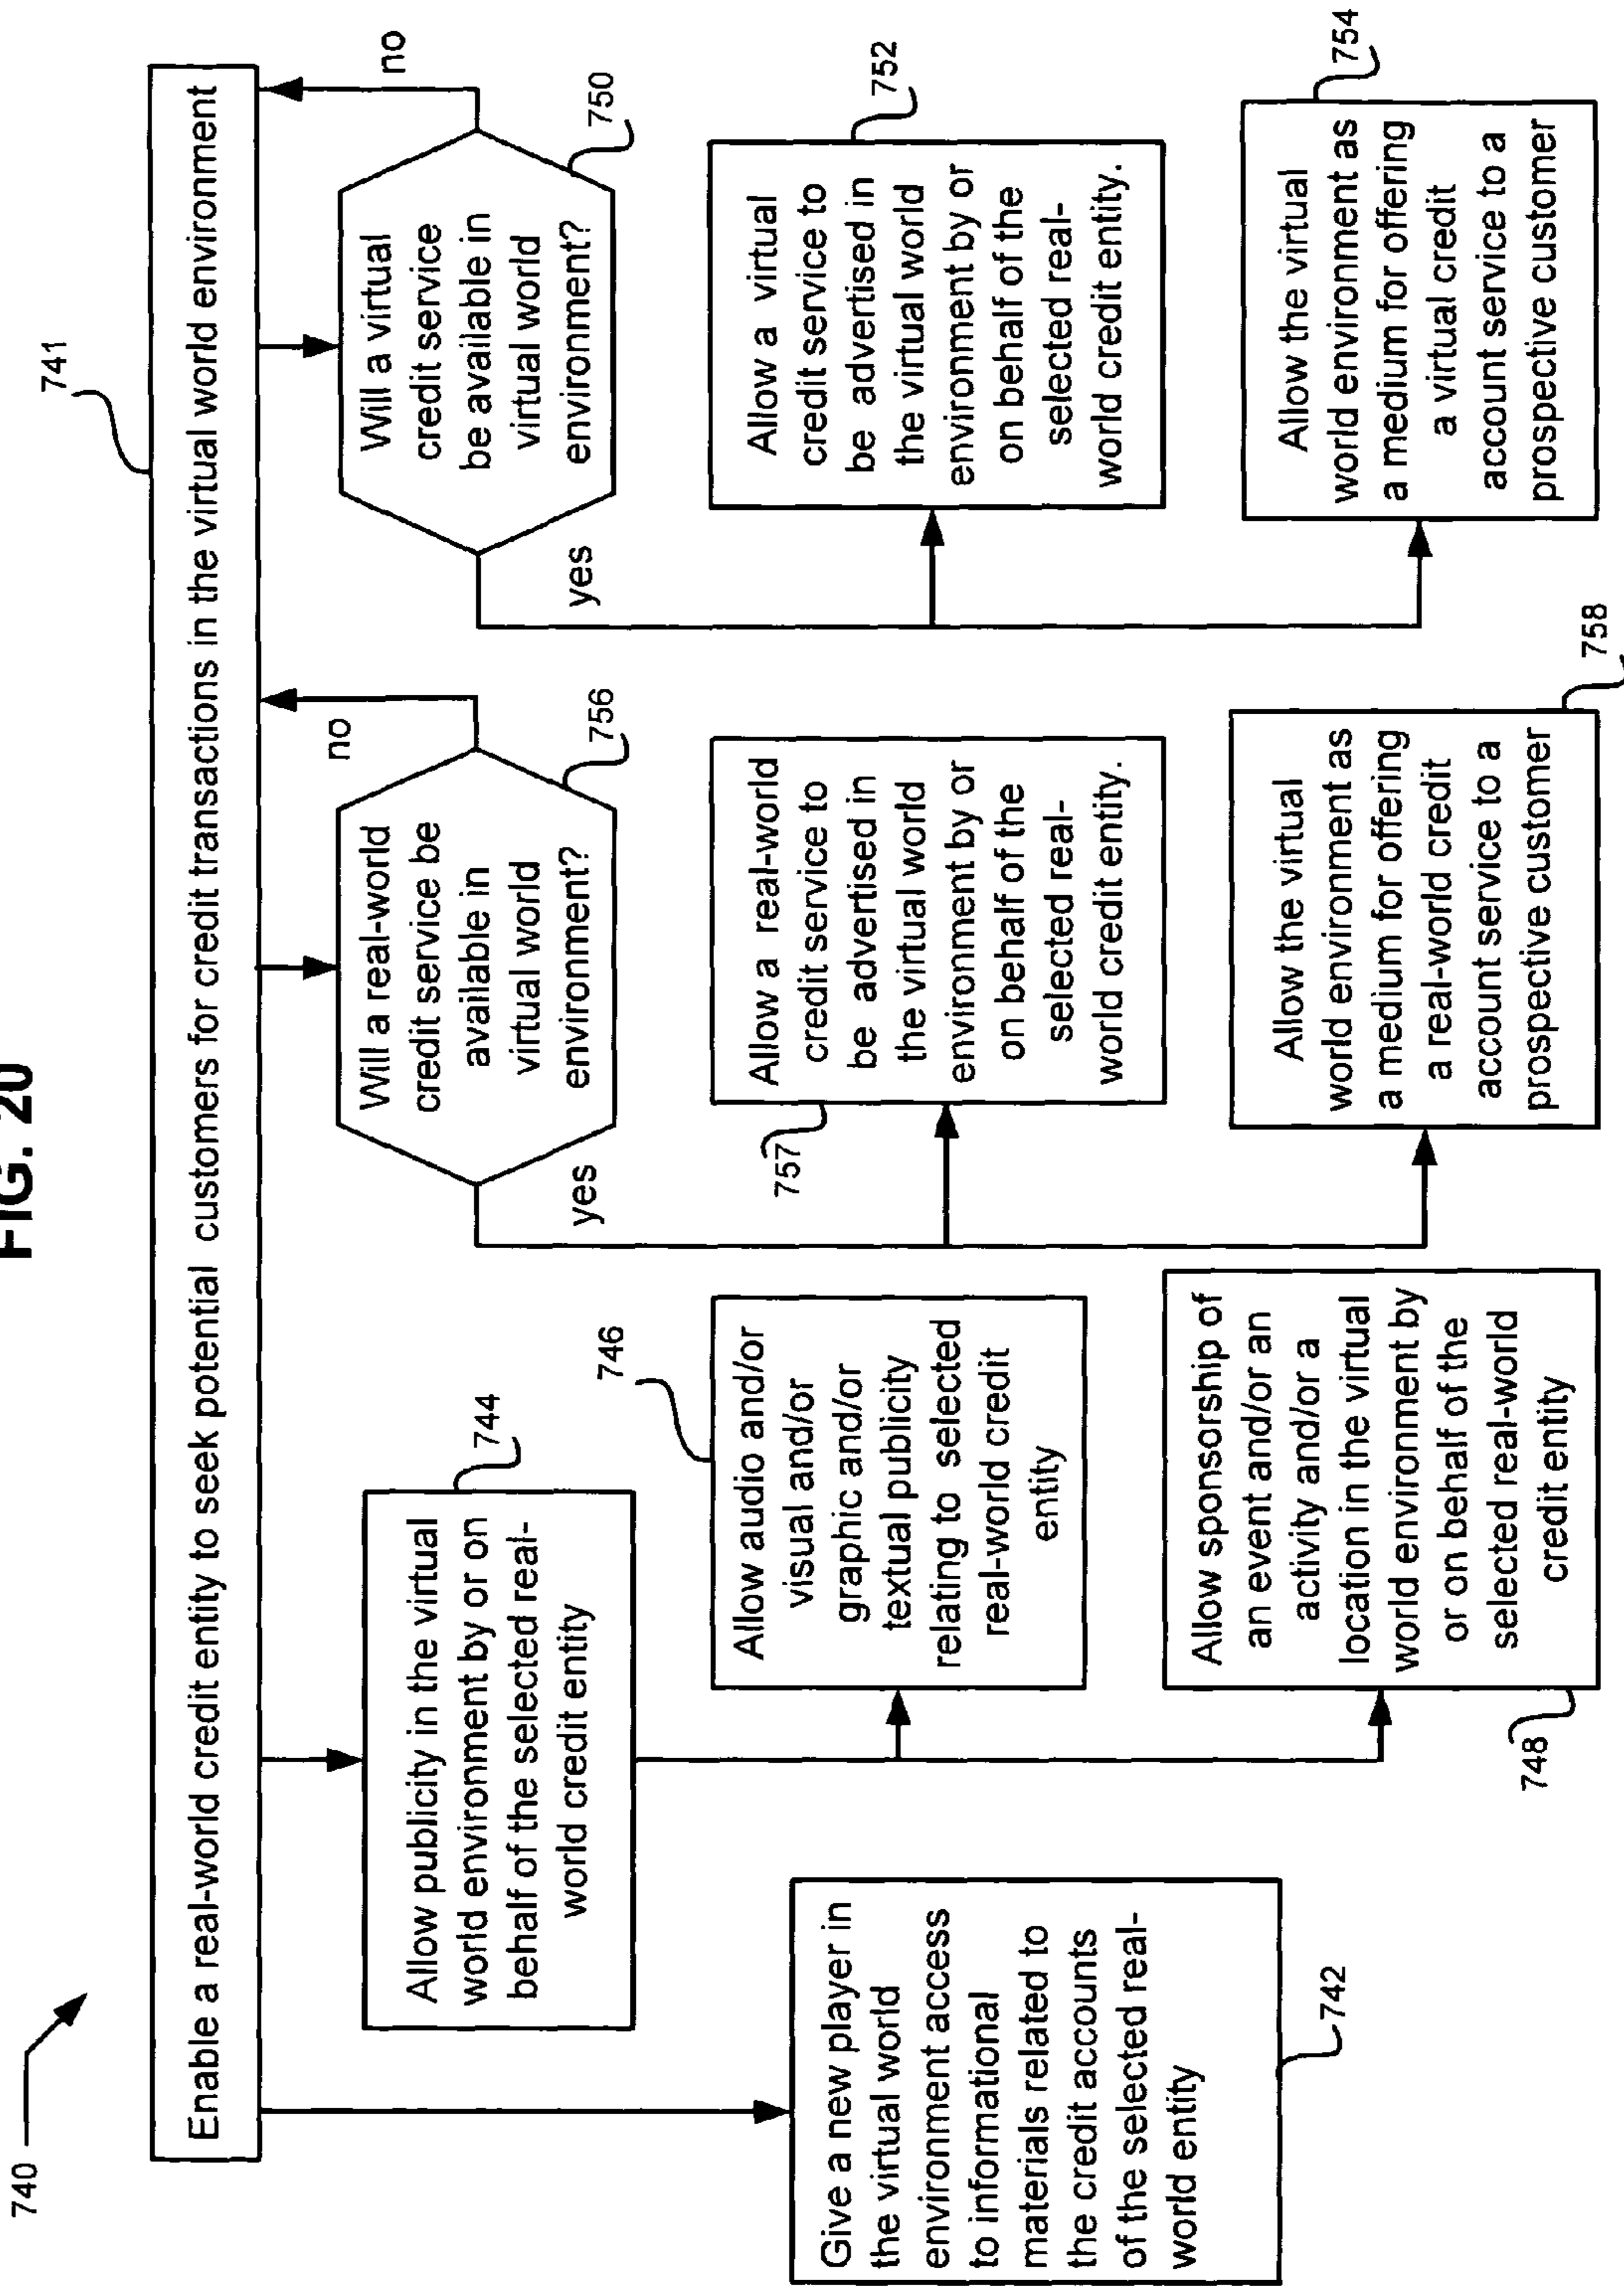 FIG. 20
740
741
Enable a real-world credit entity to seek potential customers for credit transactions in the virtual world environment
Give a new player in
the virtual world
environment access
to informational
materials related to
the credit accounts
of the selected real-
world entity
742
Allow publicity in the virtual
world environment by or on
behalf of the selected real-
world credit entity
744
Allow audio and/or
visual and/or
graphic and/or
textual publicity
relating to selected
real-world credit
entity
746
Allow sponsorship of
an event and/or an
activity and/or a
location in the virtual
world environment by
or on behalf of the
selected real-world
credit entity
748
Will a real-world
credit service be
available in
virtual world
environment?
756
no
yes
Allow a real-world
credit service to
be advertised in
the virtual world
environment by or
on behalf of the
selected real-
world credit entity.
757
Allow the virtual
world environment as
a medium for offering
a real-world credit
account service to a
prospective customer
758
Will a virtual
credit service
be available in
virtual world
environment?
750
no
yes
Allow a virtual
credit service to
be advertised in
the virtual world
environment by or
on behalf of the
selected real-
world credit entity.
752
Allow the virtual
world environment as
a medium for offering
a virtual credit
account service to a
prospective customer
754